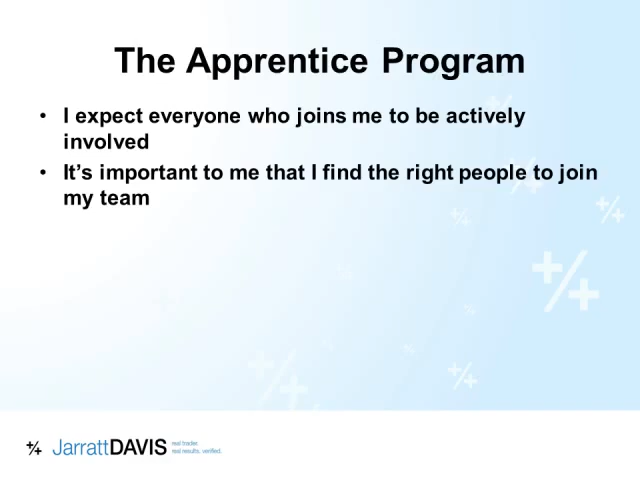 The Apprentice Program
• I expect everyone who joins me to be actively
involved
• It’s important to me that I find the right people to join
my team
+⁄+ JarrattDAVIS
real trades
real results. verified.